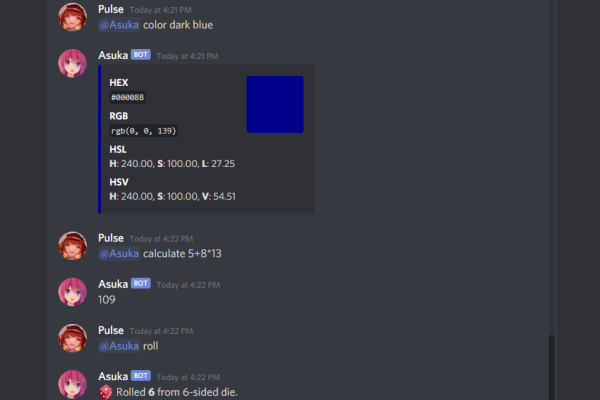 Pulse Today at 4:21 PM
@Asuka color dark blue
Asuka BOT Today at 4:21 PM
HEX
#00008B
RGB
rgb(0, 0, 139)
HSL
H: 240.00, S: 100.00, L: 27.25
HSV
H: 240.00, S: 100.00, V: 54.51
Pulse Today at 4:22 PM
@Asuka calculate 5+8*13
Asuka BOT Today at 4:22 PM
109
Pulse Today at 4:22 PM
@Asuka roll
Asuka BOT Today at 4:22 PM
Rolled 6 from 6-sided die.